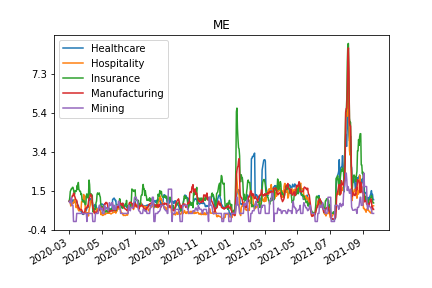 ME
Healthcare
Hospitality
Insurance
Manufacturing
Mining
7.3
5.4
3.4
1.5
-0.4
2020-03
2020-05
2020-07
2020-09
2020-11
2021-01
2021-03
2021-05
2021-07
2021-09